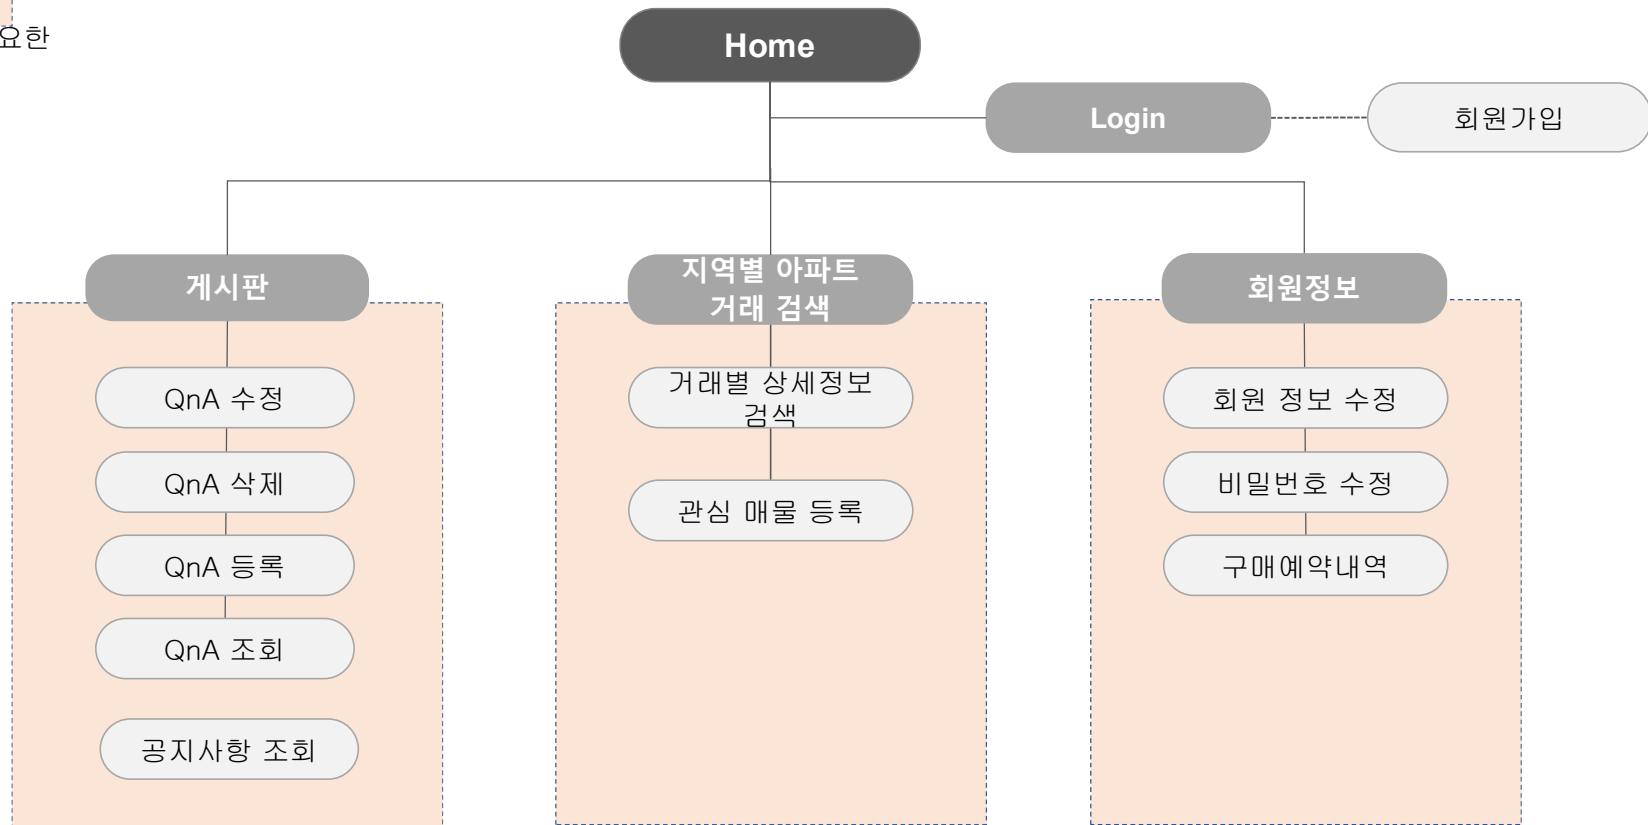 요한
Home
Login
회원가입
게시판
지역별 아파트
거래 검색
회원정보
QnA 수정
QnA 삭제
QnA 등록
QnA 조회
공지사항 조회
거래별 상세정보
검색
관심 매물 등록
회원 정보 수정
비밀번호 수정
구매예약내역